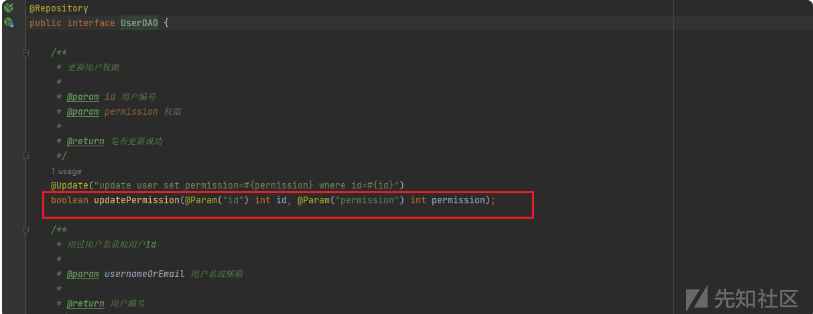 @Repository
public interface UserDAO {
/**
* 更新用户权限
*
* @param id 用户编号
* @param permission 权限
*
* @return 是否更新成功
*/
1 usage
@Update("update user set permission=#{permission} where id=#{id}")
boolean updatePermission(@Param("id") int id, @Param("permission") int permission);
/**
* 用过用户名获取用户Id
*
* @param usernameOrEmail 用户名或邮箱
*
* @return 用户编号
先知社区